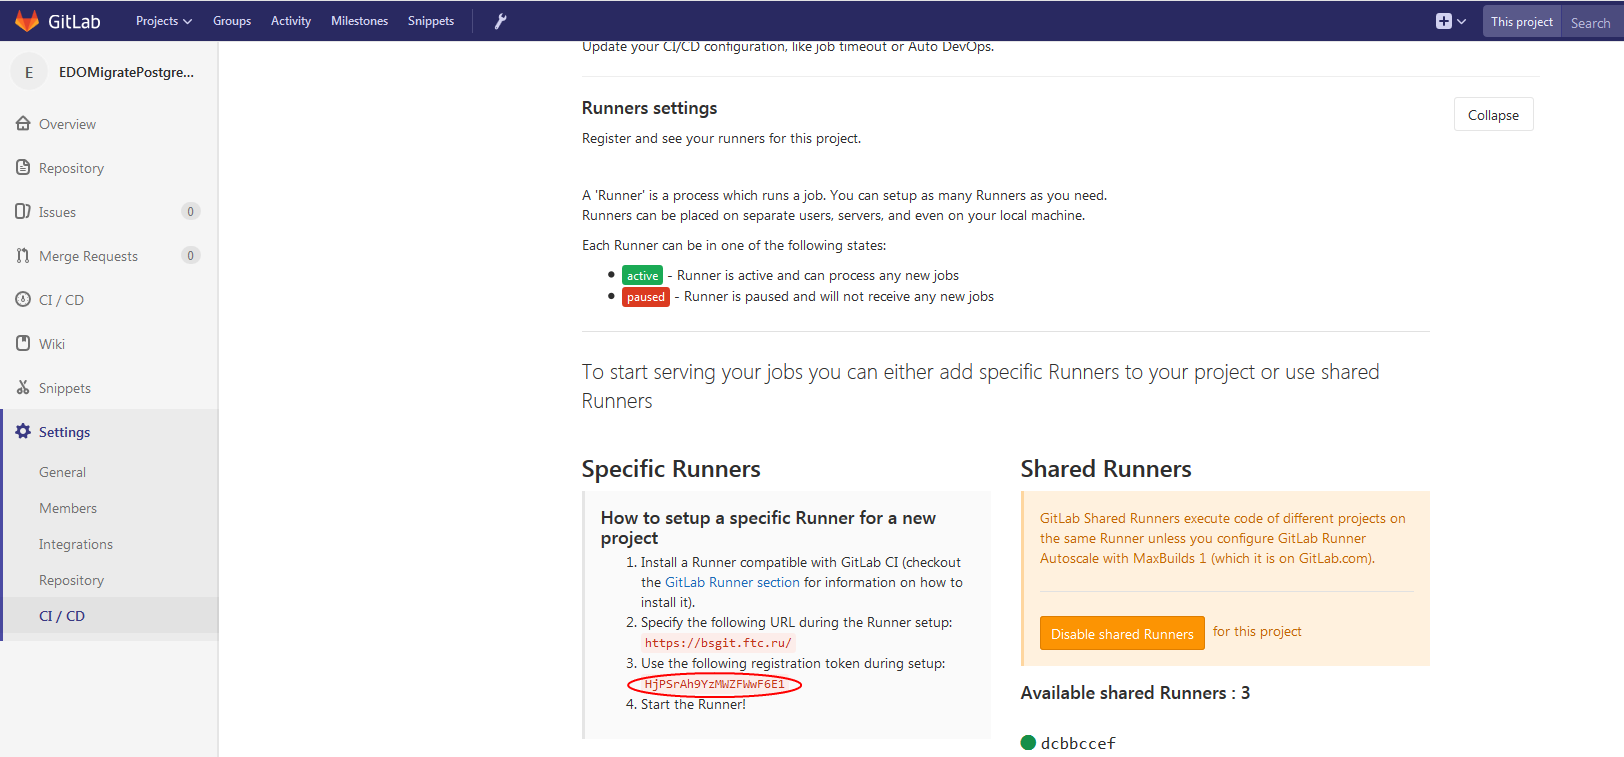 GitLab Projects Groups Activity Milestones Snippets This project Search
E EDOMigratePostgre...
Overview
Repository
Issues 0
Merge Requests 0
CI / CD
Wiki
Snippets
Settings
General
Members
Integrations
Repository
CI / CD
Update your CI/CD configuration, like job timeout or Auto DevOps.
Runners settings
Collapse
Register and see your runners for this project.
A 'Runner' is a process which runs a job. You can setup as many Runners as you need.
Runners can be placed on separate users, servers, and even on your local machine.
Each Runner can be in one of the following states:
• active - Runner is active and can process any new jobs
• paused - Runner is paused and will not receive any new jobs
To start serving your jobs you can either add specific Runners to your project or use shared
Runners
Specific Runners
How to setup a specific Runner for a new
project
1. Install a Runner compatible with GitLab CI (checkout
the GitLab Runner section for information on how to
install it).
2. Specify the following URL during the Runner setup:
https://bsgit.ftc.ru/
3. Use the following registration token during setup:
HjPSrAh9YzMWZFWwF6E1
4. Start the Runner!
Shared Runners
GitLab Shared Runners execute code of different projects on
the same Runner unless you configure GitLab Runner
Autoscale with MaxBuilds 1 (which it is on GitLab.com).
Disable shared Runners for this project
Available shared Runners : 3
dcbbccef